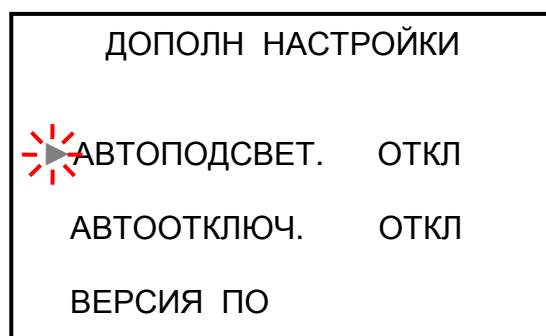 ДОПОЛН НАСТРОЙКИ
АВТОПОДСВЕТ. ОТКЛ
АВТООТКЛЮЧ. ОТКЛ
ВЕРСИЯ ПО